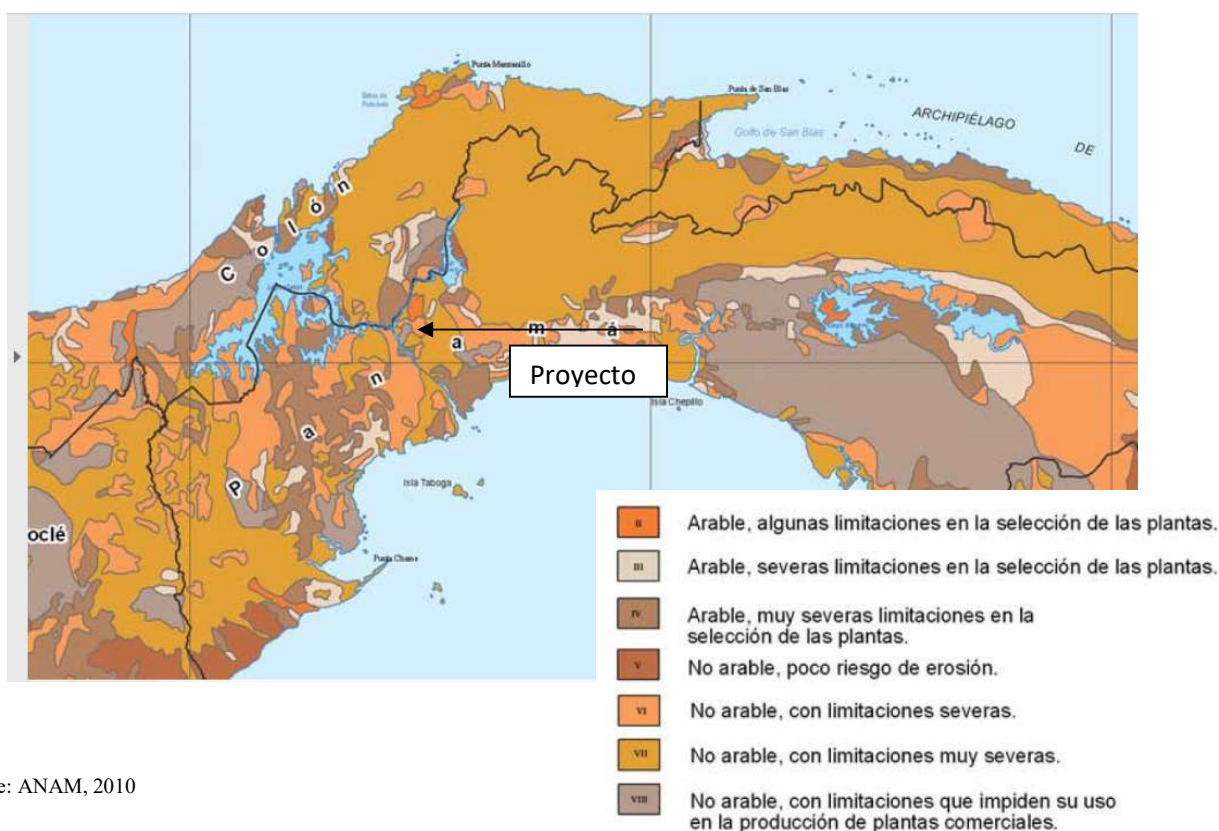 Punta Manzanillo
Punta de San Blas
ARCHIPIÉLAGO
DE
Golfo de San Blas
Colón
Panamá
Proyecto
Isla Chepillo
Isla Taboga
Punta Chame
oclé
II Arable, algunas limitaciones en la selección de las plantas.
III Arable, severas limitaciones en la selección de las plantas.
IV Arable, muy severas limitaciones en la
selección de las plantas.
V No arable, poco riesgo de erosión.
VI No arable, con limitaciones severas.
VII No arable, con limitaciones muy severas.
VIII No arable, con limitaciones que impiden su uso
en la producción de plantas comerciales.
e: ANAM, 2010